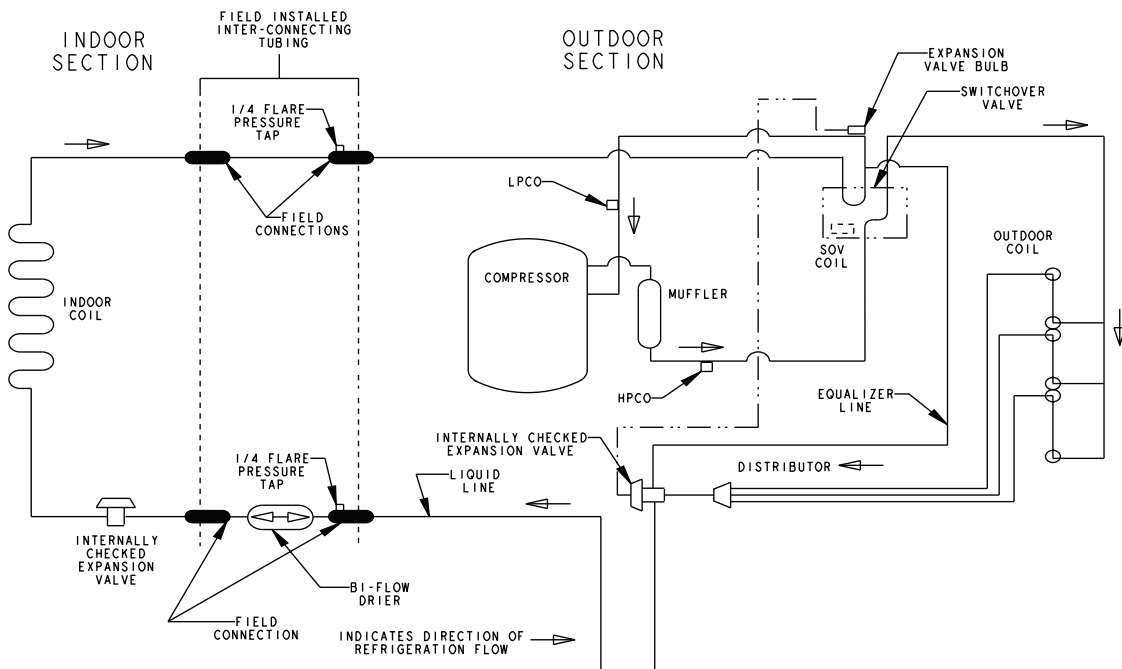 FIELD INSTALLED
INTER-CONNECTING
TUBING
INDOOR
SECTION
OUTDOOR
SECTION
EXPANSION
VALVE BULB
SWITCHOVER
VALVE
1/4 FLARE
PRESSURE
TAP
LPCO
FIELD
CONNECTIONS
SOV
COIL
OUTDOOR
COIL
COMPRESSOR
MUFFLER
INDOOR
COIL
HPCO
EQUALIZER
LINE
INTERNALLY CHECKED
EXPANSION VALVE
1/4 FLARE
PRESSURE
TAP
LIQUID
LINE
DISTRIBUTOR
INTERNALLY
CHECKED
EXPANSION
VALVE
BI-FLOW
DRIER
FIELD
CONNECTION
INDICATES DIRECTION OF
REFRIGERATION FLOW